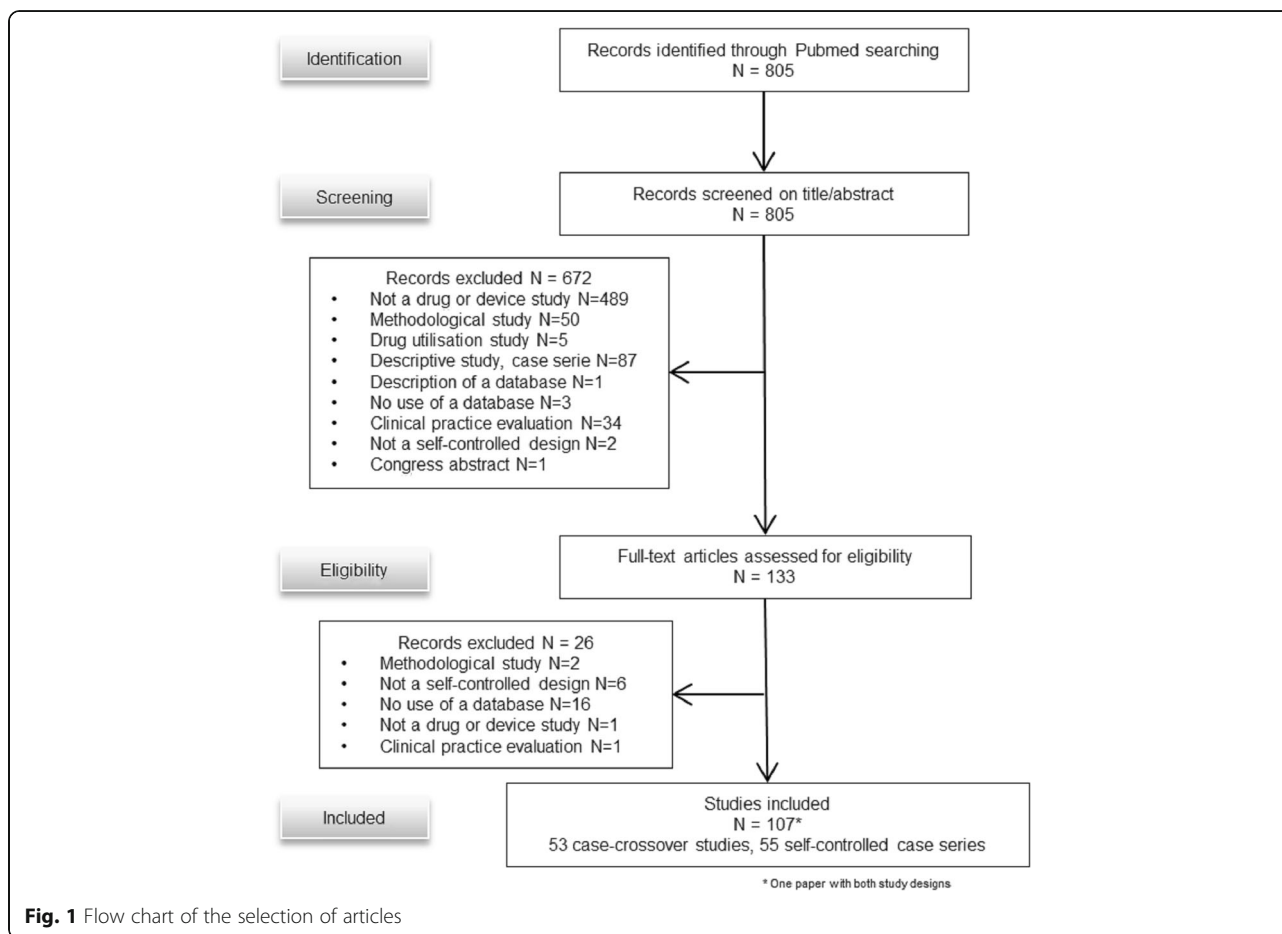 Identification
Records identified through Pubmed searching
N = 805
Screening
Records screened on title/abstract
N = 805
Records excluded N = 672
• Not a drug or device study N=489
• Methodological study N=50
• Drug utilisation study N=5
• Descriptive study, case serie N=87
• Description of a database N=1
• No use of a database N=3
• Clinical practice evaluation N=34
• Not a self-controlled design N=2
• Congress abstract N=1
Eligibility
Full-text articles assessed for eligibility
N = 133
Records excluded N = 26
• Methodological study N=2
• Not a self-controlled design N=6
• No use of a database N=16
• Not a drug or device study N=1
• Clinical practice evaluation N=1
Included
Studies included
N = 107*
53 case-crossover studies, 55 self-controlled case series
* One paper with both study designs
Fig. 1 Flow chart of the selection of articles